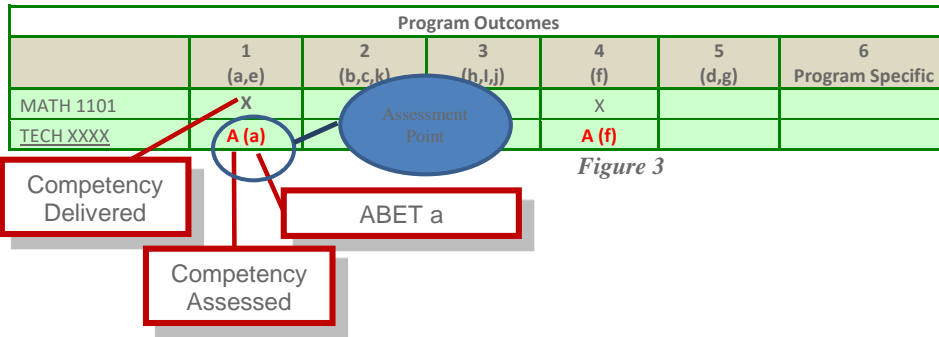 Program Outcomes
1 2 3 4 5 6
(a,e) (b,c,k) (h,I,j) (f) (d,g) Program Specific
MATH 1101 X X
TECH XXXX A (a) A (f)
Assessment
Point
Figure 3
Competency
Delivered
ABET a
Competency
Assessed